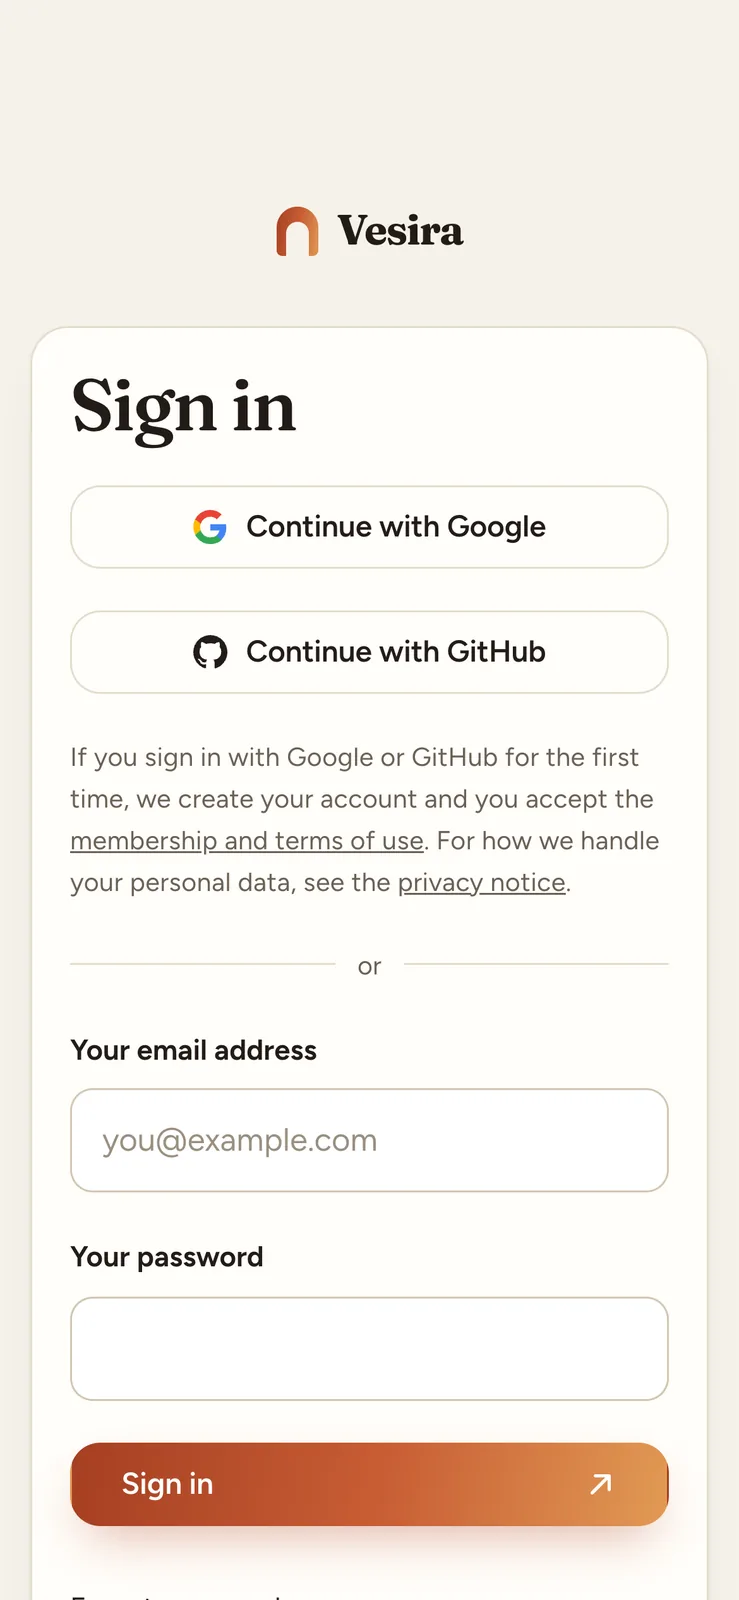 Vesira
Sign in
Continue with Google
Continue with GitHub
If you sign in with Google or GitHub for the first
time, we create your account and you accept the
membership and terms of use. For how we handle
your personal data, see the privacy notice.
or
Your email address
you@example.com
Your password
Sign in